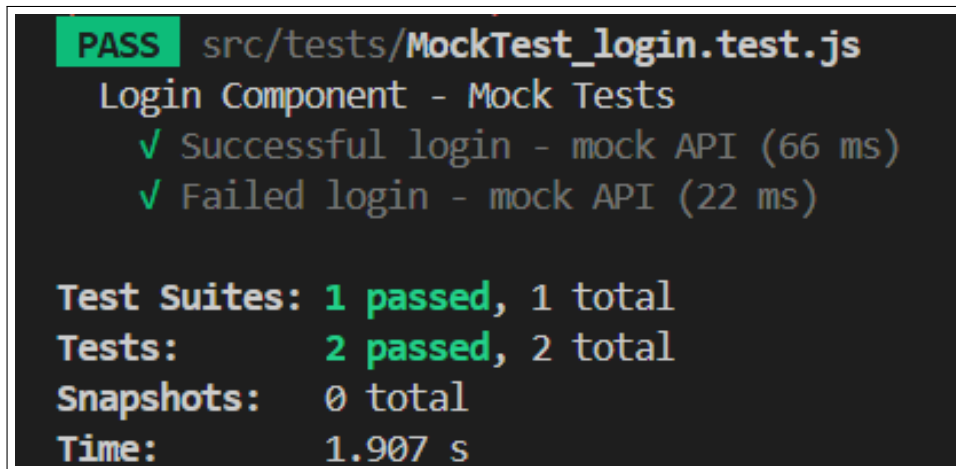 PASS src/tests/MockTest_login.test.js
Login Component - Mock Tests
√ Successful login - mock API (66 ms)
√ Failed login - mock API (22 ms)
Test Suites: 1 passed, 1 total
Tests: 2 passed, 2 total
Snapshots: 0 total
Time: 1.907 s